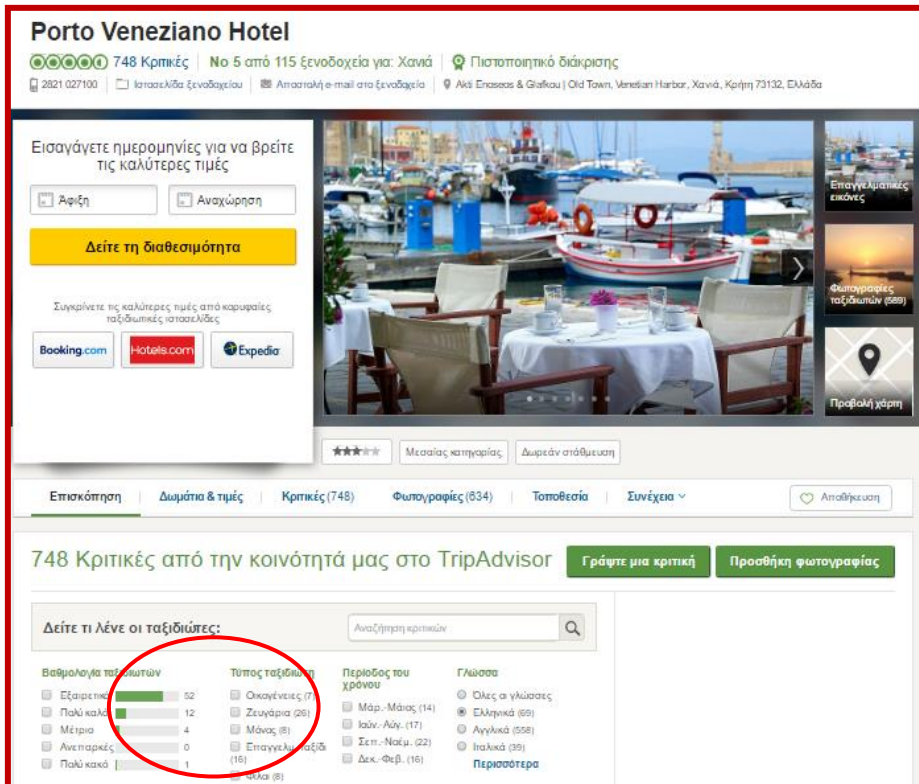 Porto Veneziano Hotel
748 Κριτικές No 5 από 115 ξενοδοχεία για: Χανιά Πιστοποιητικό διάκρισης
2821 027100 Ιστοσελίδα ξενοδοχείου Αποστολή e-mail στο ξενοδοχείο Akti Enoseos & Glafkou | Old Town, Venetian Harbor, Χανιά, Κρήτη 73132, Ελλάδα
Εισαγάγετε ημερομηνίες για να βρείτε
τις καλύτερες τιμές
Άφιξη Αναχώρηση
Δείτε τη διαθεσιμότητα
Συγκρίνετε τις καλύτερες τιμές από κορυφαίες
ταξιδιωτικές ιστοσελίδες
Booking.com Hotels.com Expedia
Επαγγελματικές
εικόνες
Φωτογραφίες
ταξιδιωτών (569)
Προβολή χάρτη
Μεσαίας κατηγορίας Δωρεάν στάθμευση
Επισκόπηση Δωμάτια & τιμές Κριτικές (748) Φωτογραφίες (634) Τοποθεσία Συνέχεια Αποθήκευση
748 Κριτικές από την κοινότητά μας στο TripAdvisor Γράψτε μια κριτική Προσθήκη φωτογραφίας
Δείτε τι λένε οι ταξιδιώτες: Αναζήτηση κριτικών
Βαθμολογία ταξιδιωτών
Εξαιρετικό 52
Πολύ καλό 12
Μέτριο 4
Ανεπαρκές 0
Πολύ κακό 1
Τύπος ταξιδιώτη
Οικογένειες (7)
Ζευγάρια (26)
Μόνος (8)
Επαγγελμ. ταξίδι
(16)
Φίλοι (8)
Περίοδος του
χρόνου
Μάρ.-Μάιος (14)
Ιούν.-Αύγ. (17)
Σεπ.-Νοέμ. (22)
Δεκ.-Φεβ. (16)
Γλώσσα
Όλες οι γλώσσες
Ελληνικά (69)
Αγγλικά (558)
Ιταλικά (39)
Περισσότερα